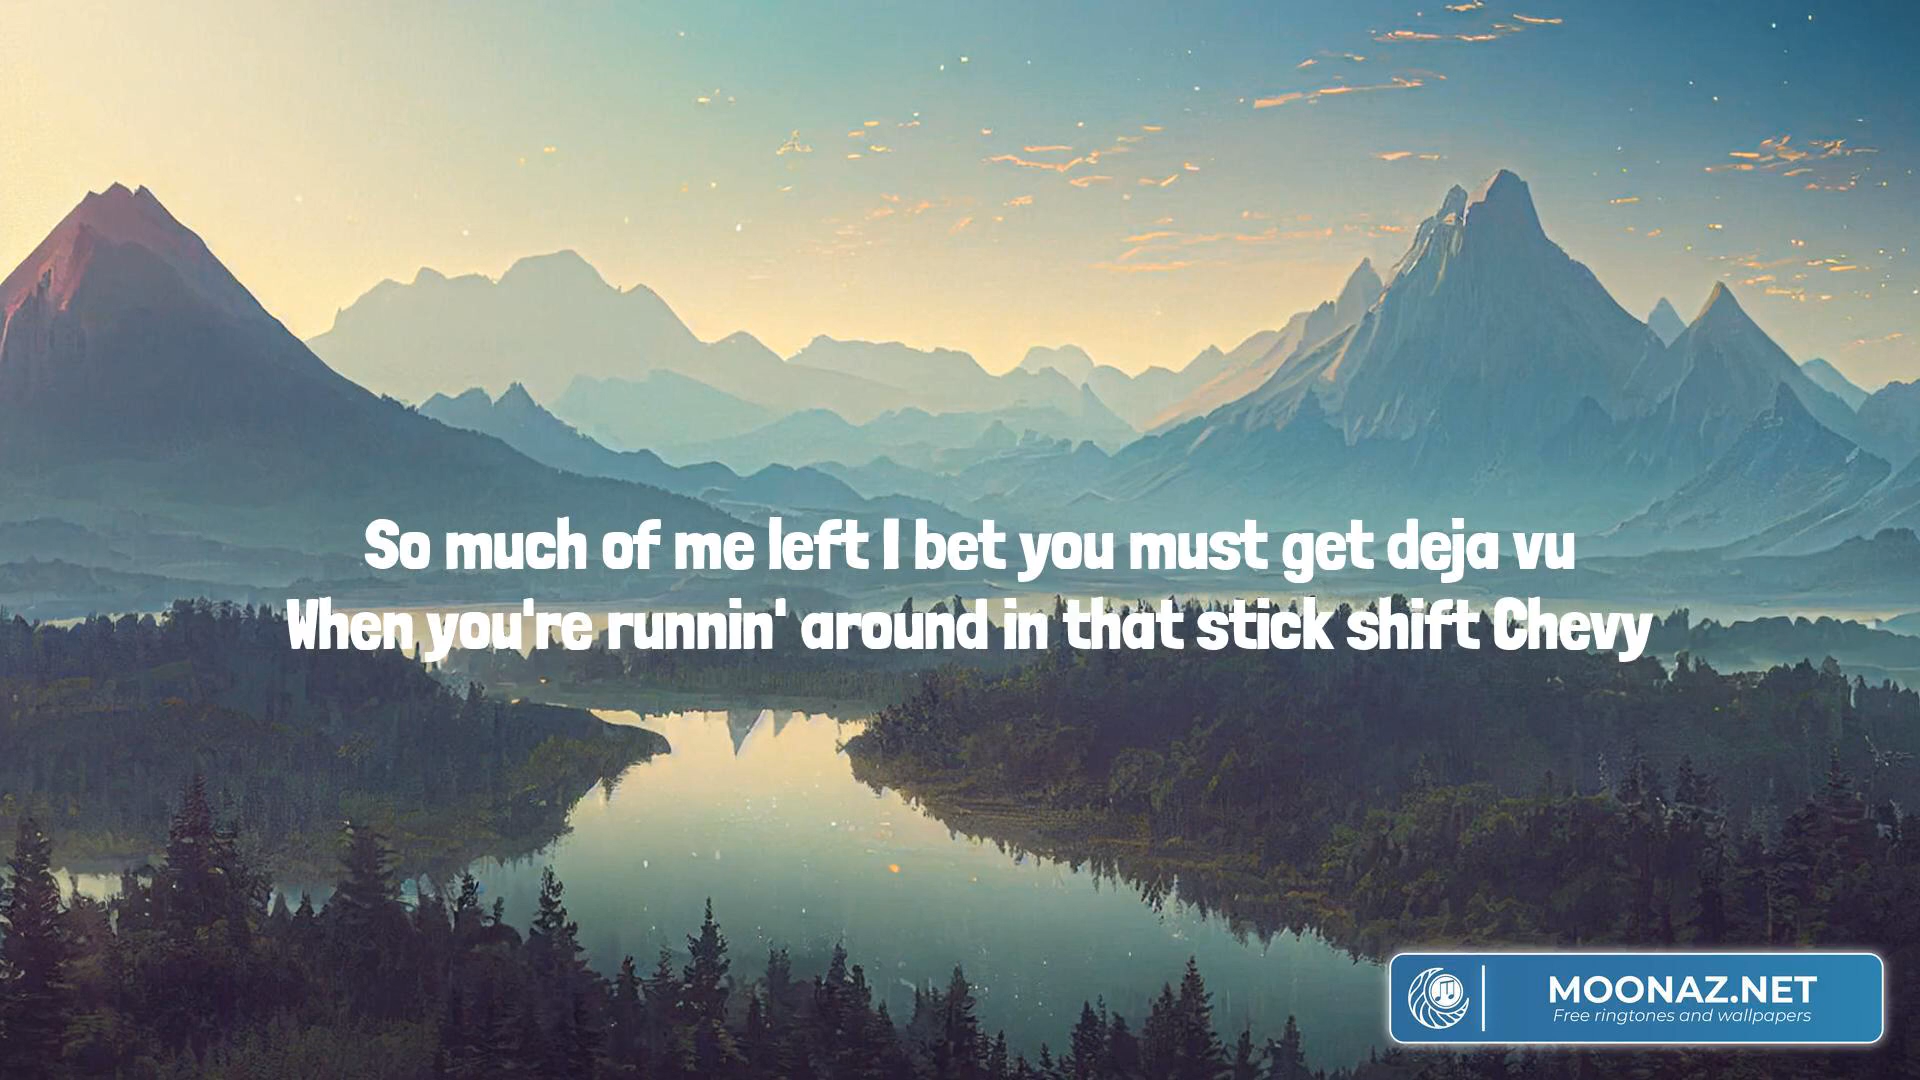 So much of me left I bet you must get deja vu
When you're runnin' around in that stick shift Chevy
MOONAZ.NET
Free ringtones and wallpapers